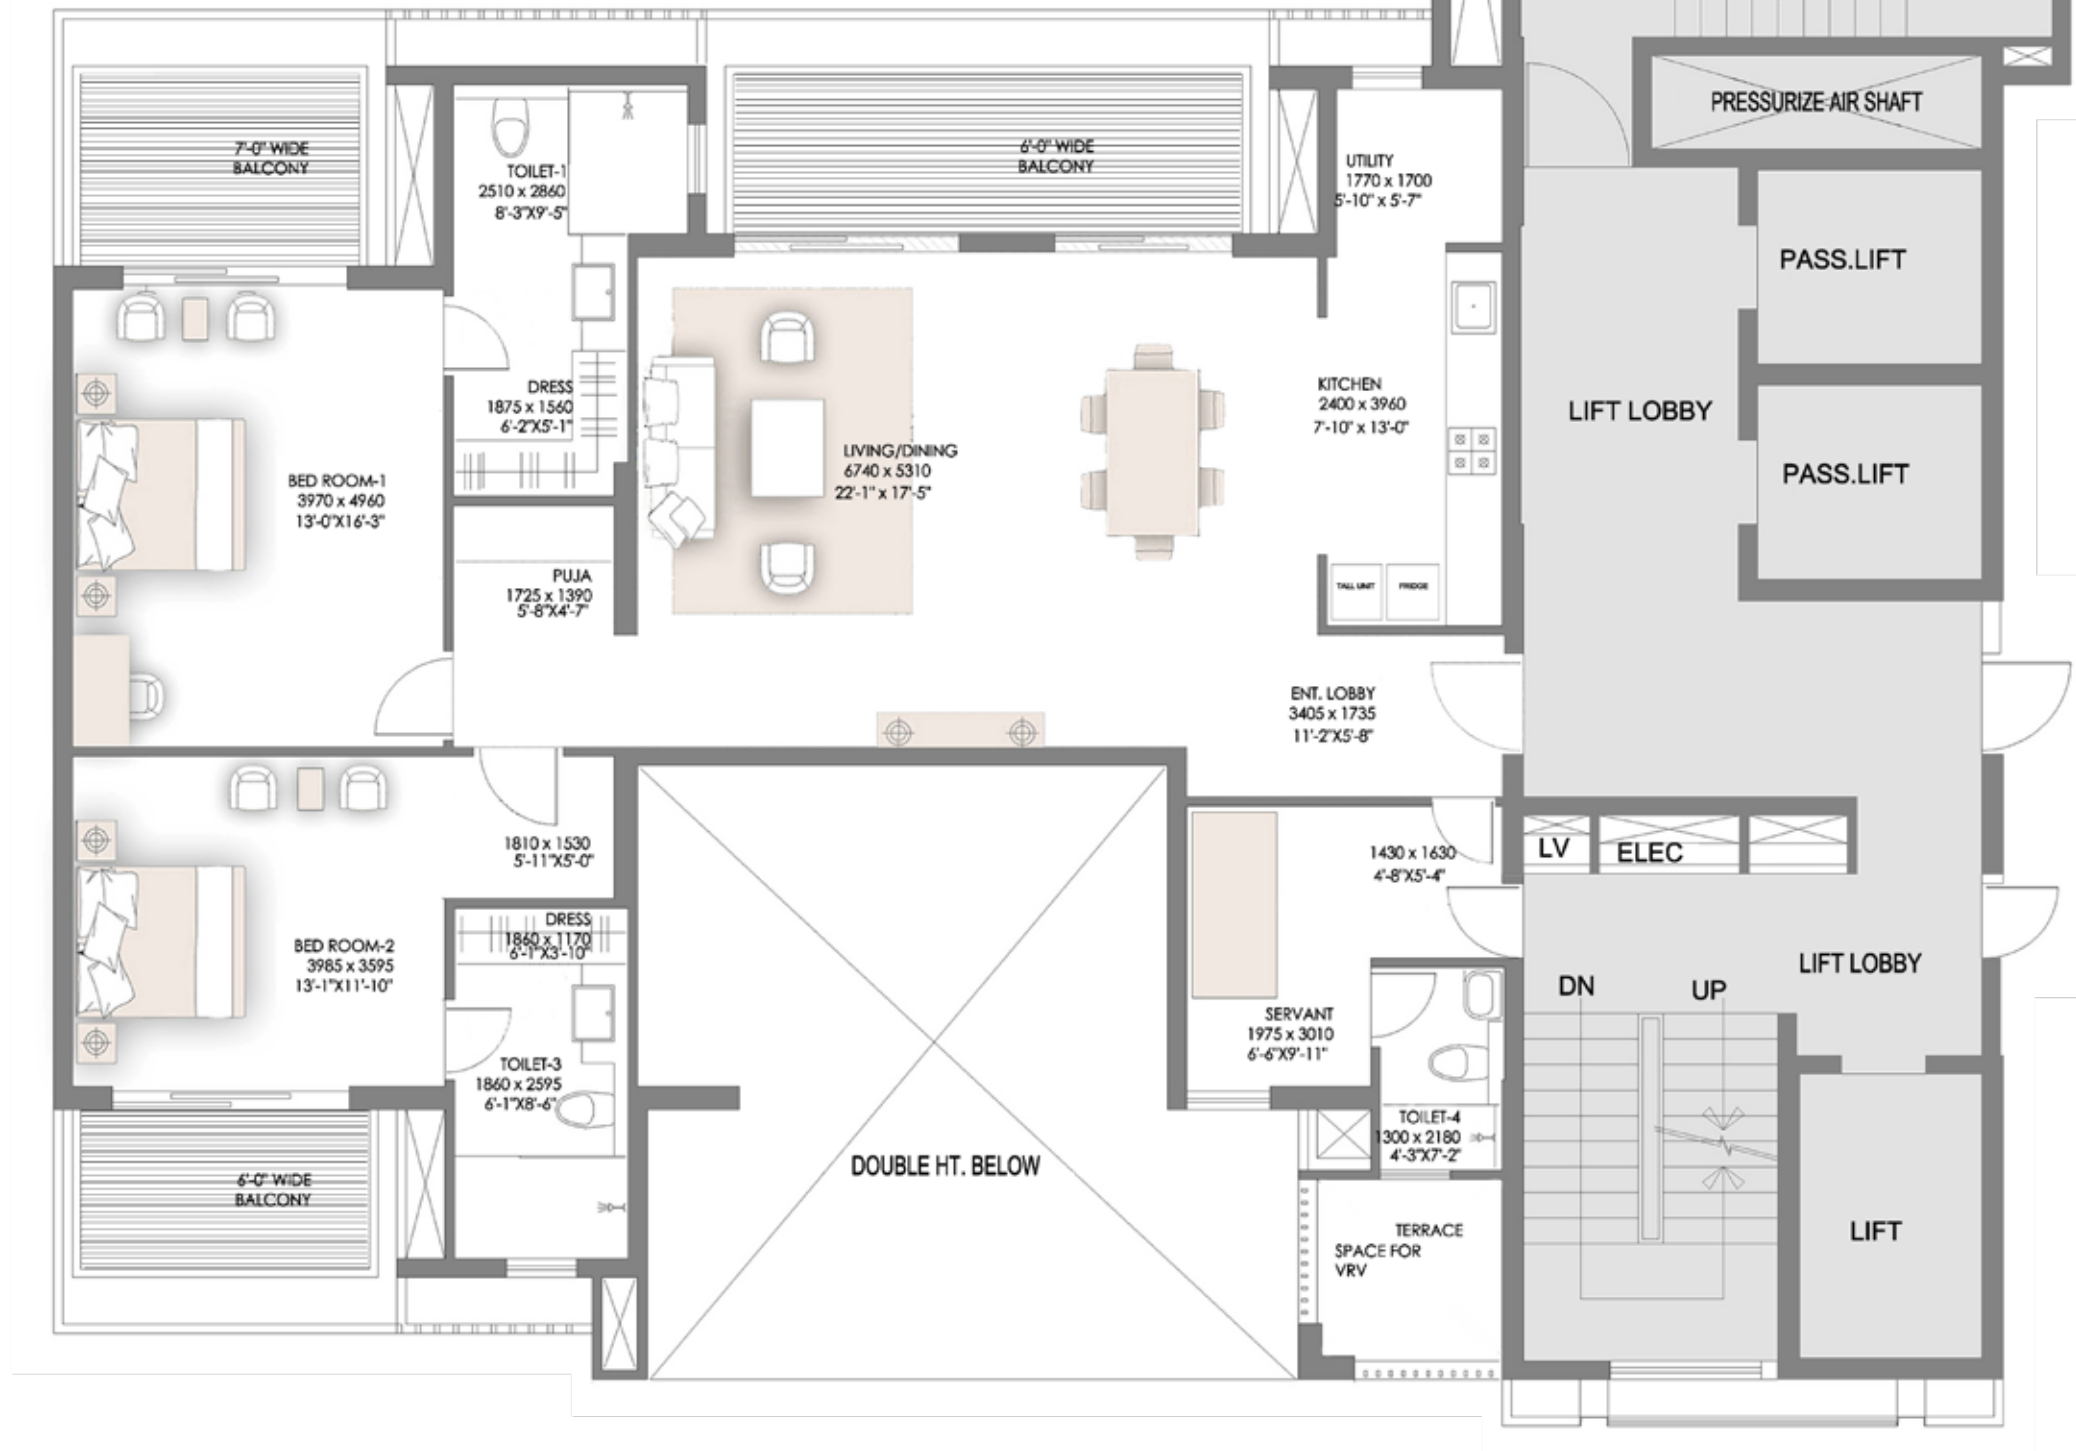 PRESSURIZE AIR SHAFT
7'-0" WIDE
BALCONY
6'-0" WIDE
BALCONY
TOILET-1
2510 x 2860
8'-3"X9'-5"
UTILITY
1770 x 1700
5'-10" x 5'-7"
PASS.LIFT
PASS.LIFT
LIFT LOBBY
DRESS
1875 x 1560
6'-2"X5'-1"
KITCHEN
2400 x 3960
7'-10" x 13'-0"
LIVING/DINING
6740 x 5310
22'-1" x 17'-5"
BED ROOM-1
3970 x 4960
13'-0"X16'-3"
PUJA
1725 x 1390
5'-8"X4'-7"
TALL UNIT
FRIDGE
ENT. LOBBY
3405 x 1735
11'-2"X5'-8"
1810 x 1530
5'-11"X5'-0"
1430 x 1630
4'-8"X5'-4"
LV
ELEC
DRESS
1860 x 1170
6'-1"X3'-10"
BED ROOM-2
3985 x 3595
13'-1"X11'-10"
LIFT LOBBY
DN
UP
SERVANT
1975 x 3010
6'-6"X9'-11"
TOILET-3
1860 x 2595
6'-1"X8'-6"
TOILET-4
1300 x 2180
4'-3"X7'-2"
DOUBLE HT. BELOW
6'-0" WIDE
BALCONY
TERRACE
SPACE FOR
VRV
LIFT